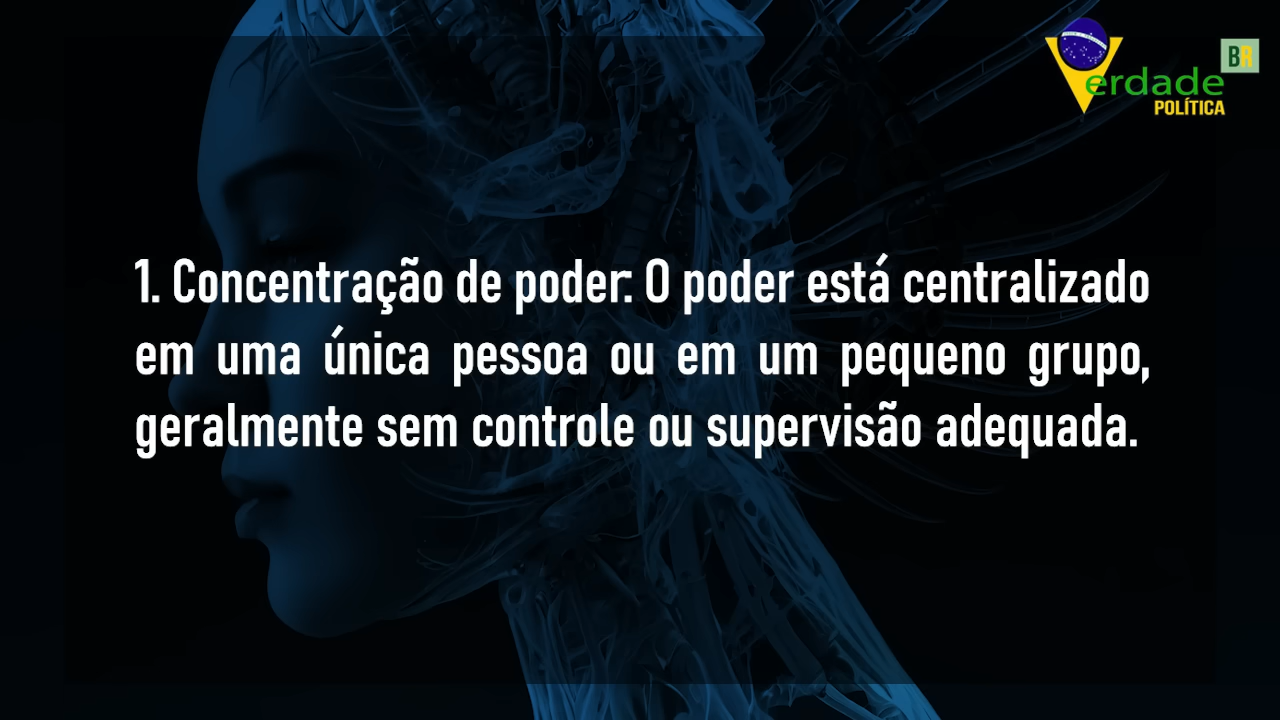 BR
Verdade
POLÍTICA
1. Concentração de poder: O poder está centralizado
em uma única pessoa ou em um pequeno grupo,
geralmente sem controle ou supervisão adequada.